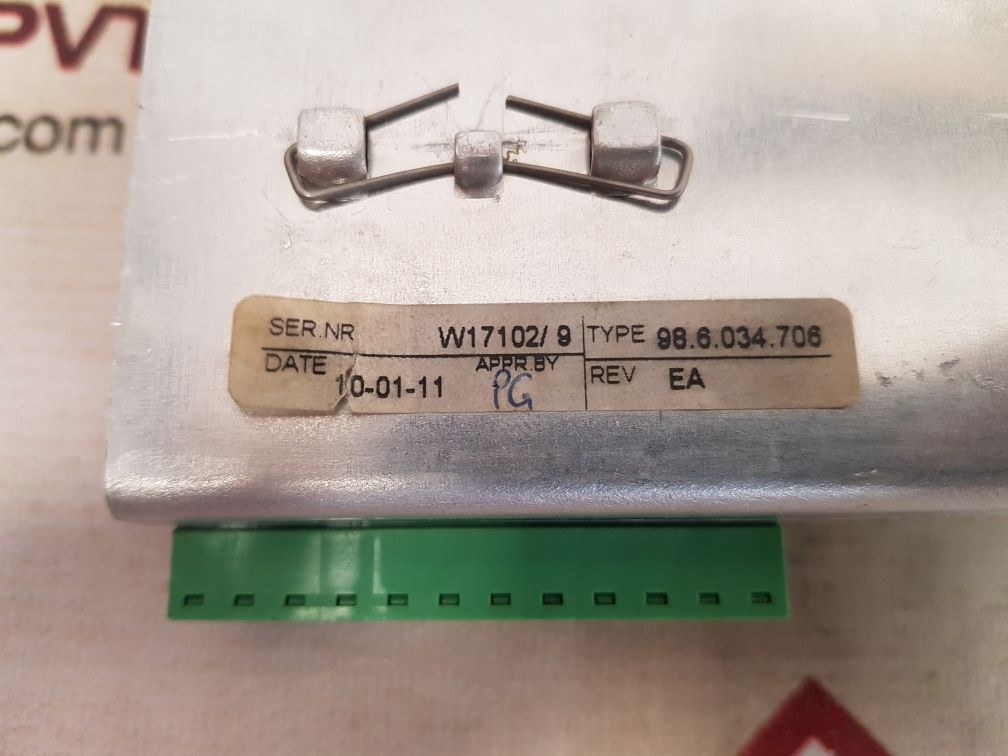 PVT
com
SER.NR W17102/ 9 TYPE 98.6.034.706
DATE 10-01-11 APPR.BY PG REV EA